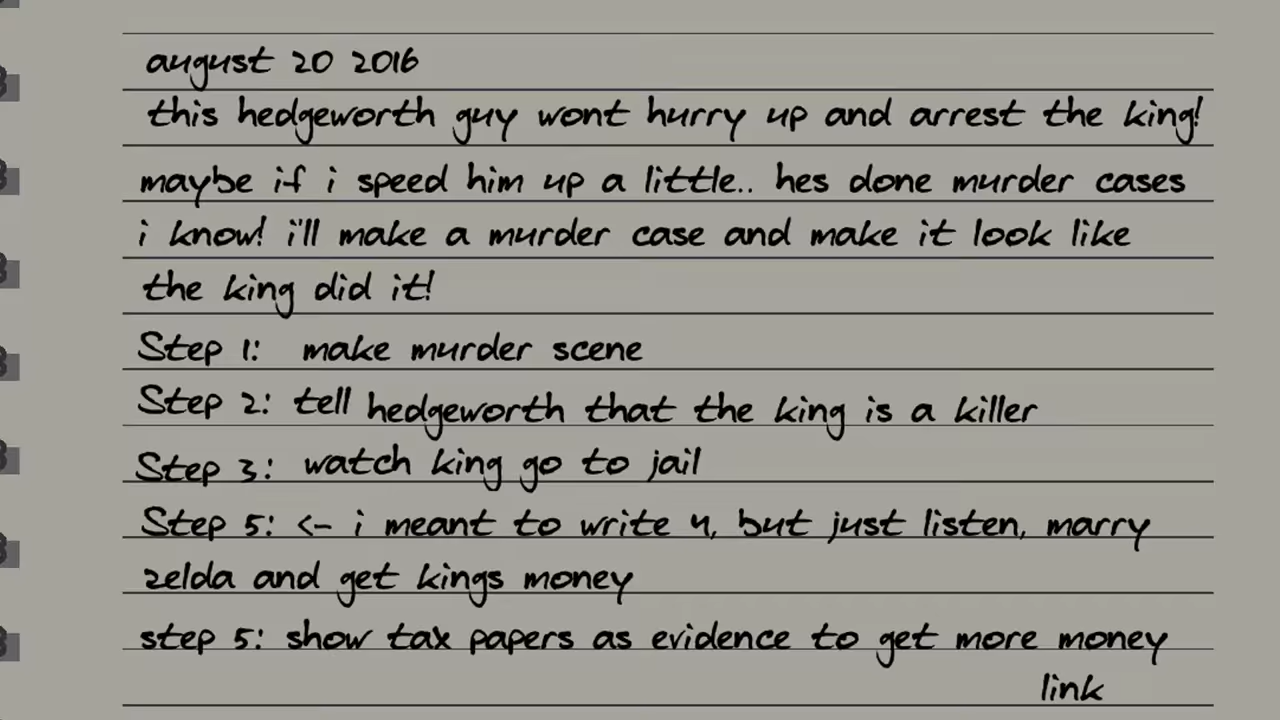 august 20 2016
this hedgeworth guy wont hurry up and arrest the king!
maybe if i speed him up a little.. hes done murder cases
i know! i'll make a murder case and make it look like
the king did it!
Step 1: make murder scene
Step 2: tell hedgeworth that the king is a killer
Step 3: watch king go to jail
Step 5: <- i meant to write 4, but just listen, marry
zelda and get kings money
step 5: show tax papers as evidence to get more money
link